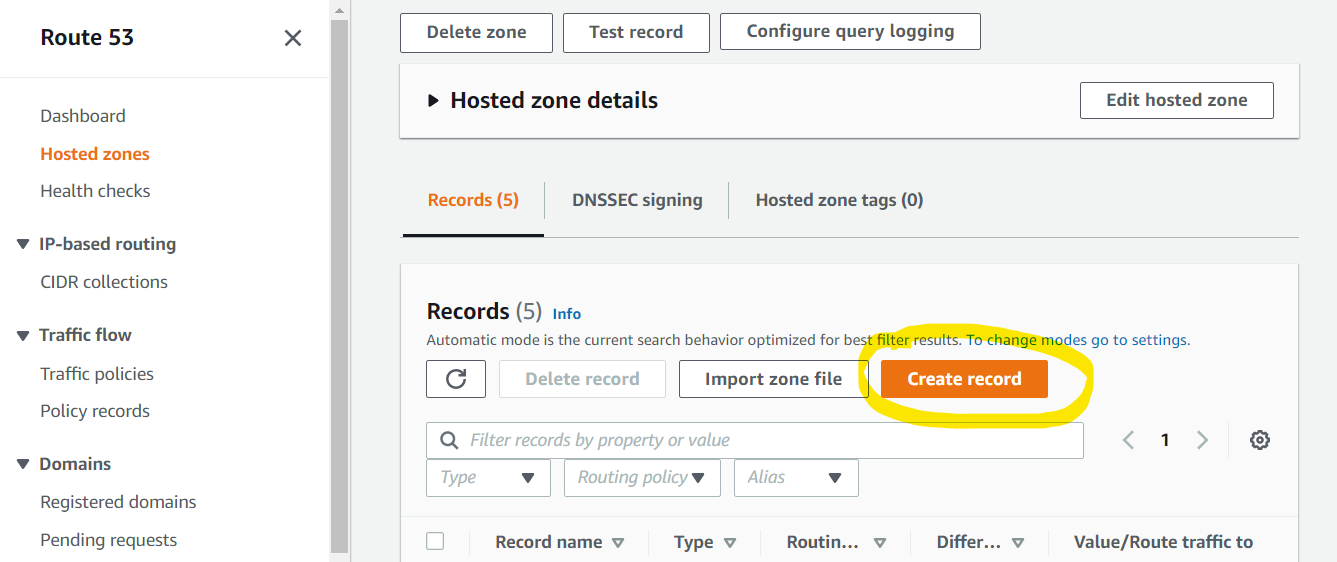 Route 53
Dashboard
Hosted zones
Health checks
IP-based routing
CIDR collections
Traffic flow
Traffic policies
Policy records
Domains
Registered domains
Pending requests
Delete zone Test record Configure query logging
Hosted zone details Edit hosted zone
Records (5) DNSSEC signing Hosted zone tags (0)
Records (5) Info
Automatic mode is the current search behavior optimized for best filter results. To change modes go to settings.
Delete record Import zone file Create record
Filter records by property or value 1
Type Routing policy Alias
Record name Type Routin... Differ... Value/Route traffic to